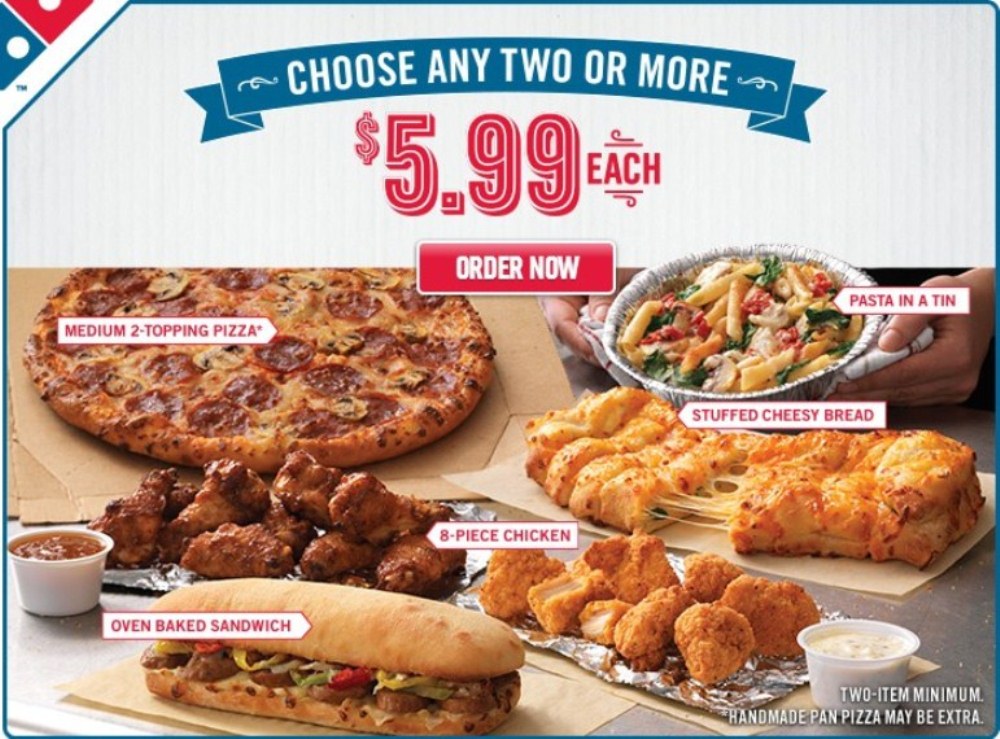 TM
CHOOSE ANY TWO OR MORE
$5.99 EACH
ORDER NOW
PASTA IN A TIN
MEDIUM 2-TOPPING PIZZA*
STUFFED CHEESY BREAD
8-PIECE CHICKEN
OVEN BAKED SANDWICH
TWO-ITEM MINIMUM.
*HANDMADE PAN PIZZA MAY BE EXTRA.